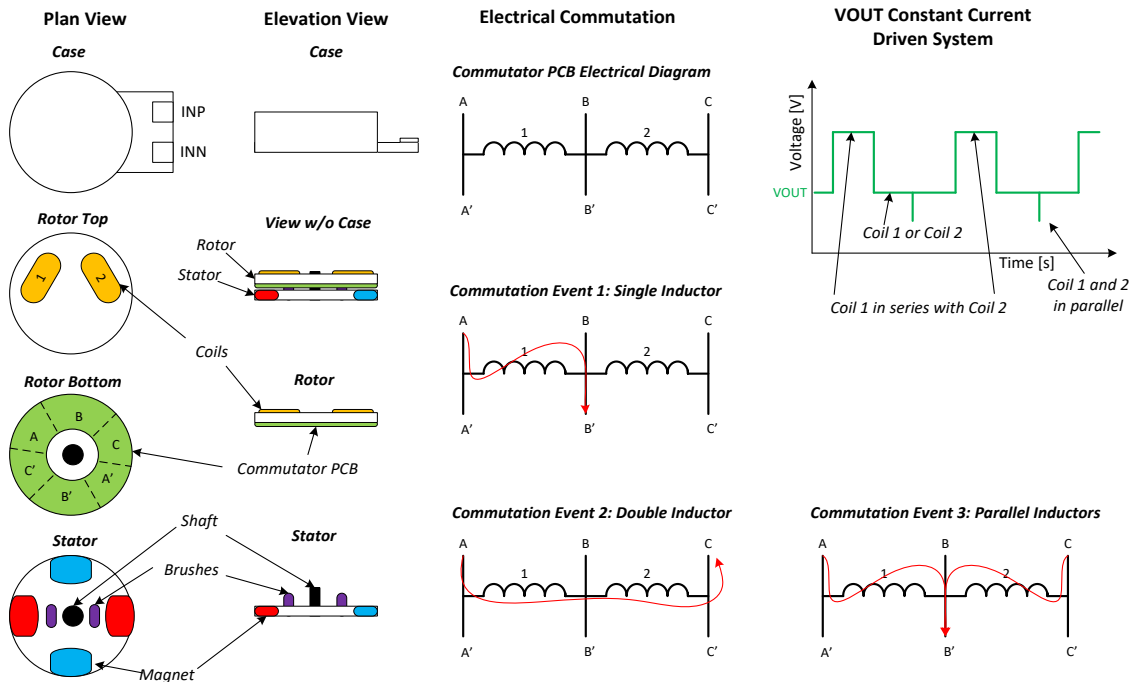 Plan View
Case
INP
INN
Rotor Top
1
2
Coils
Rotor Bottom
B
A
C
C'
A'
B'
Commutator PCB
Shaft
Stator
Brushes
Magnet
Elevation View
Case
View w/o Case
Rotor
Stator
Rotor
Stator
Electrical Commutation
Commutator PCB Electrical Diagram
A
B
C
1
2
A'
B'
C'
Commutation Event 1: Single Inductor
A
B
C
1
2
A'
B'
C'
Commutation Event 2: Double Inductor
A
B
C
1
2
A'
B'
C'
VOUT Constant Current
Driven System
Voltage [V]
VOUT
Coil 1 or Coil 2
Time [s]
Coil 1 in series with Coil 2
Coil 1 and 2
in parallel
Commutation Event 3: Parallel Inductors
A
B
C
1
2
A'
B'
C'